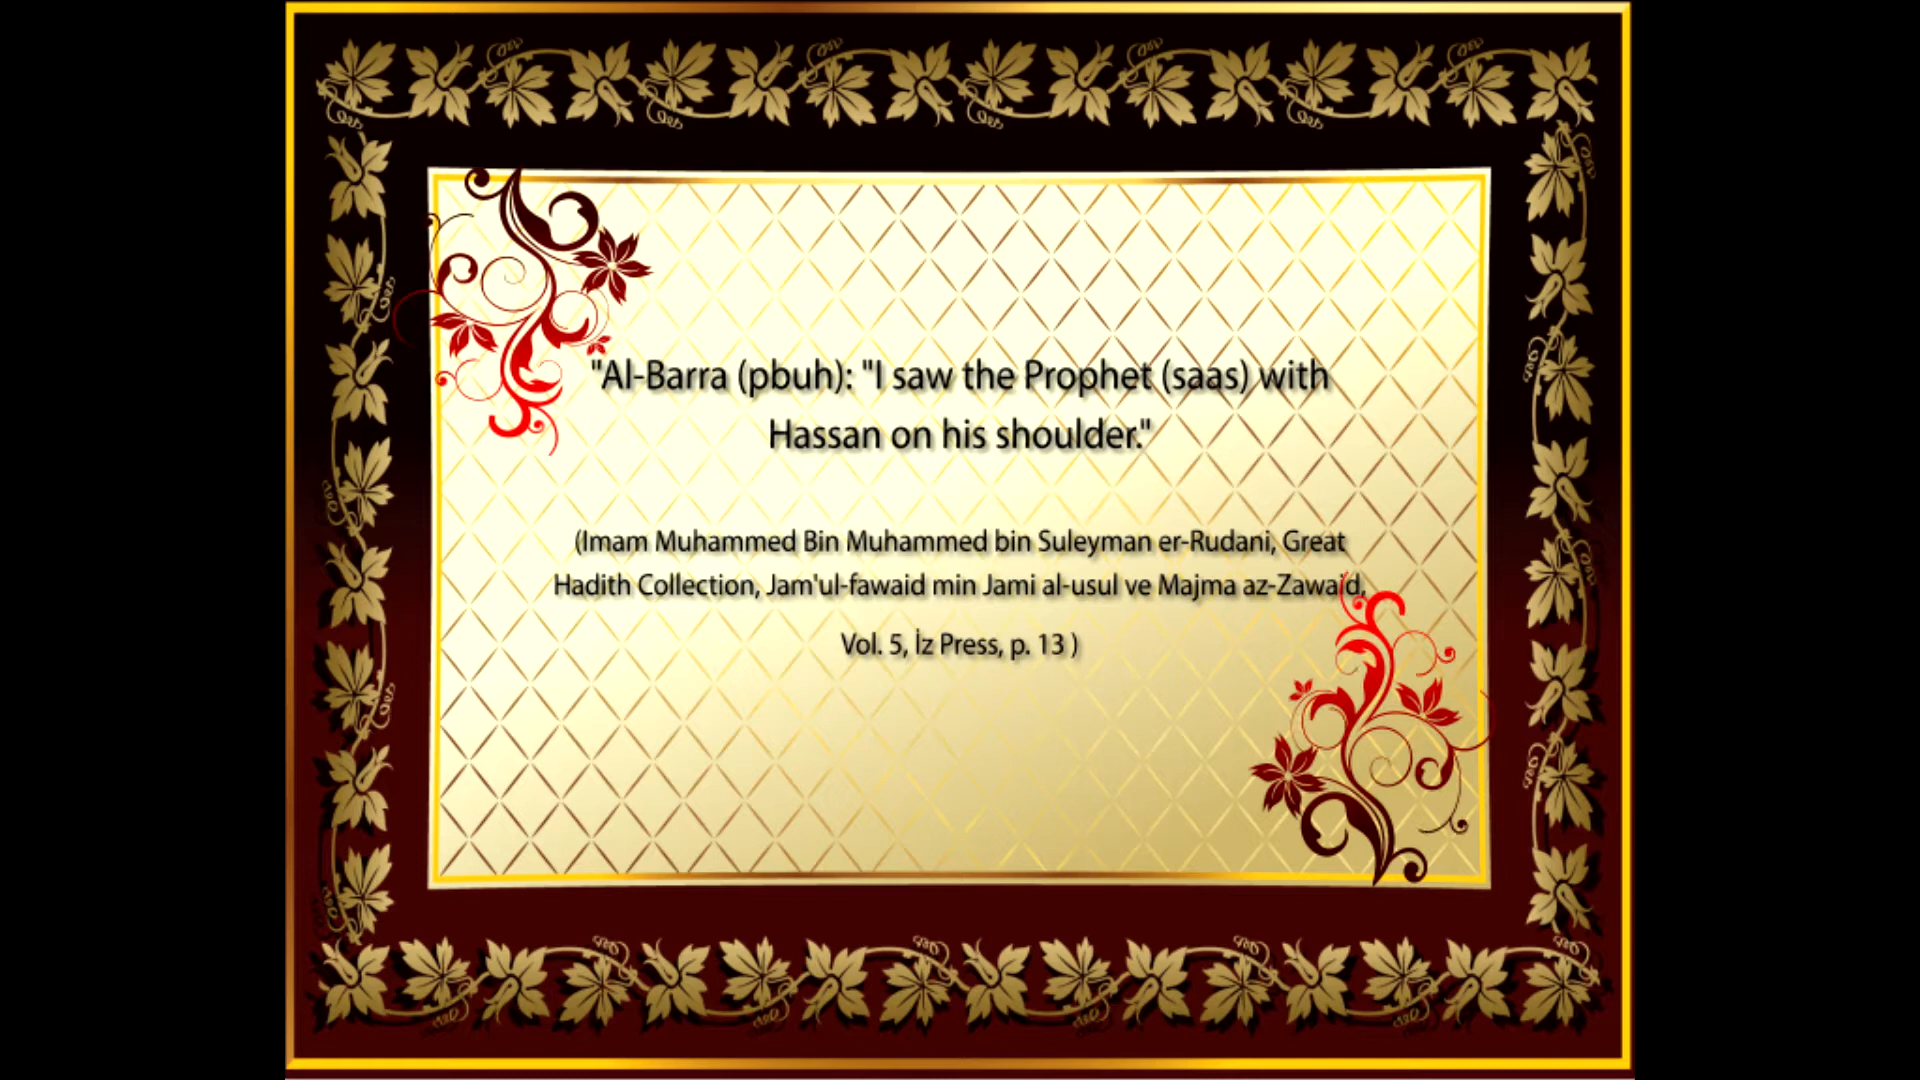 "Al-Barra (pbuh): "I saw the Prophet (saas) with
Hassan on his shoulder."
(Imam Muhammed Bin Muhammed bin Suleyman er-Rudani, Great
Hadith Collection, Jam'ul-fawaid min Jami al-usul ve Majma az-Zawaid,
Vol. 5, İz Press, p. 13 )